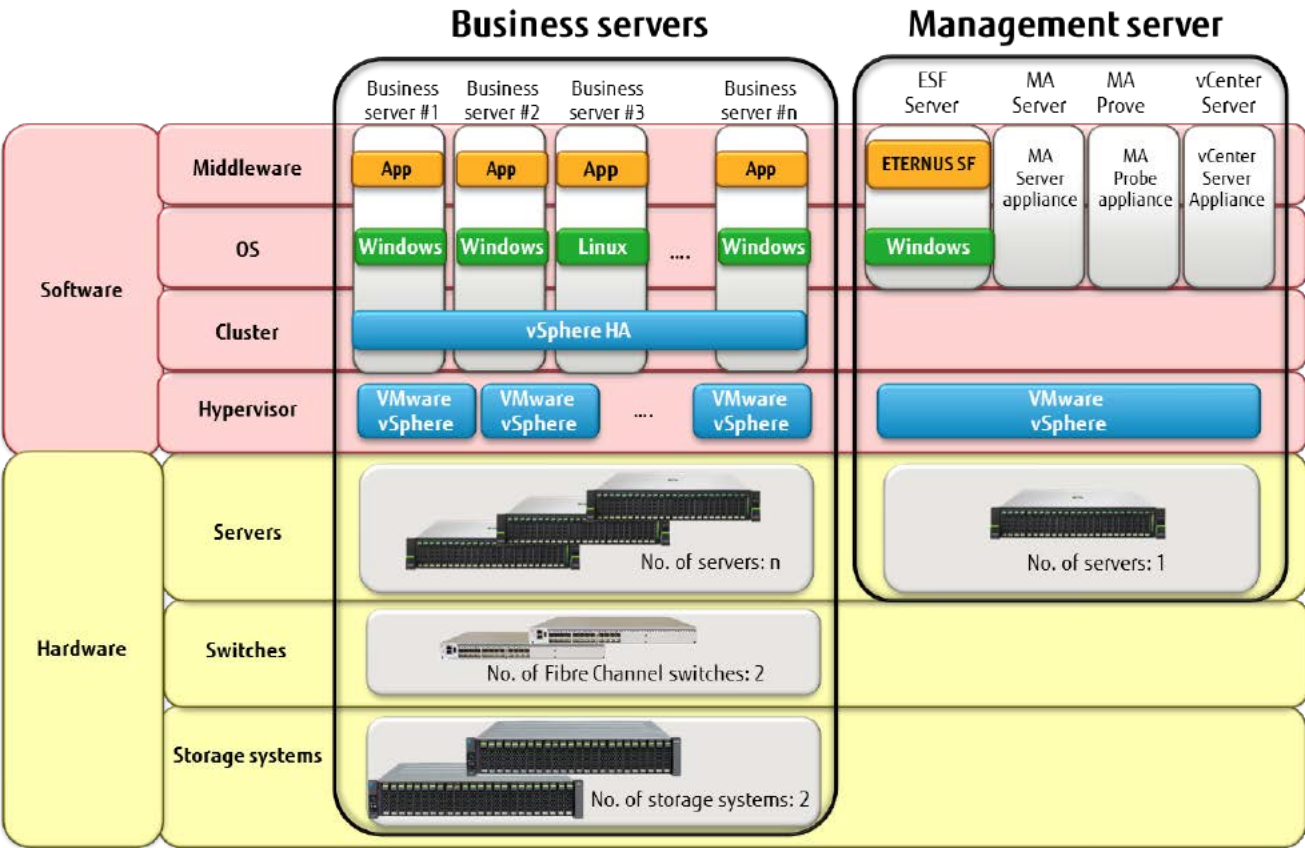 Business servers
Management server
Business
server #1
Business
server #2
Business
server #3
Business
server #n
ESF
Server
MA
Server
MA
Prove
vCenter
Server
Software
Middleware
App
App
App
App
ETERNUS SF
MA
Server
appliance
MA
Probe
appliance
vCenter
Server
Appliance
OS
Windows
Windows
Linux
....
Windows
Windows
Cluster
vSphere HA
Hypervisor
VMware
vSphere
VMware
vSphere
....
VMware
vSphere
VMware
vSphere
Hardware
Servers
No. of servers: n
No. of servers: 1
Switches
No. of Fibre Channel switches: 2
Storage systems
No. of storage systems: 2